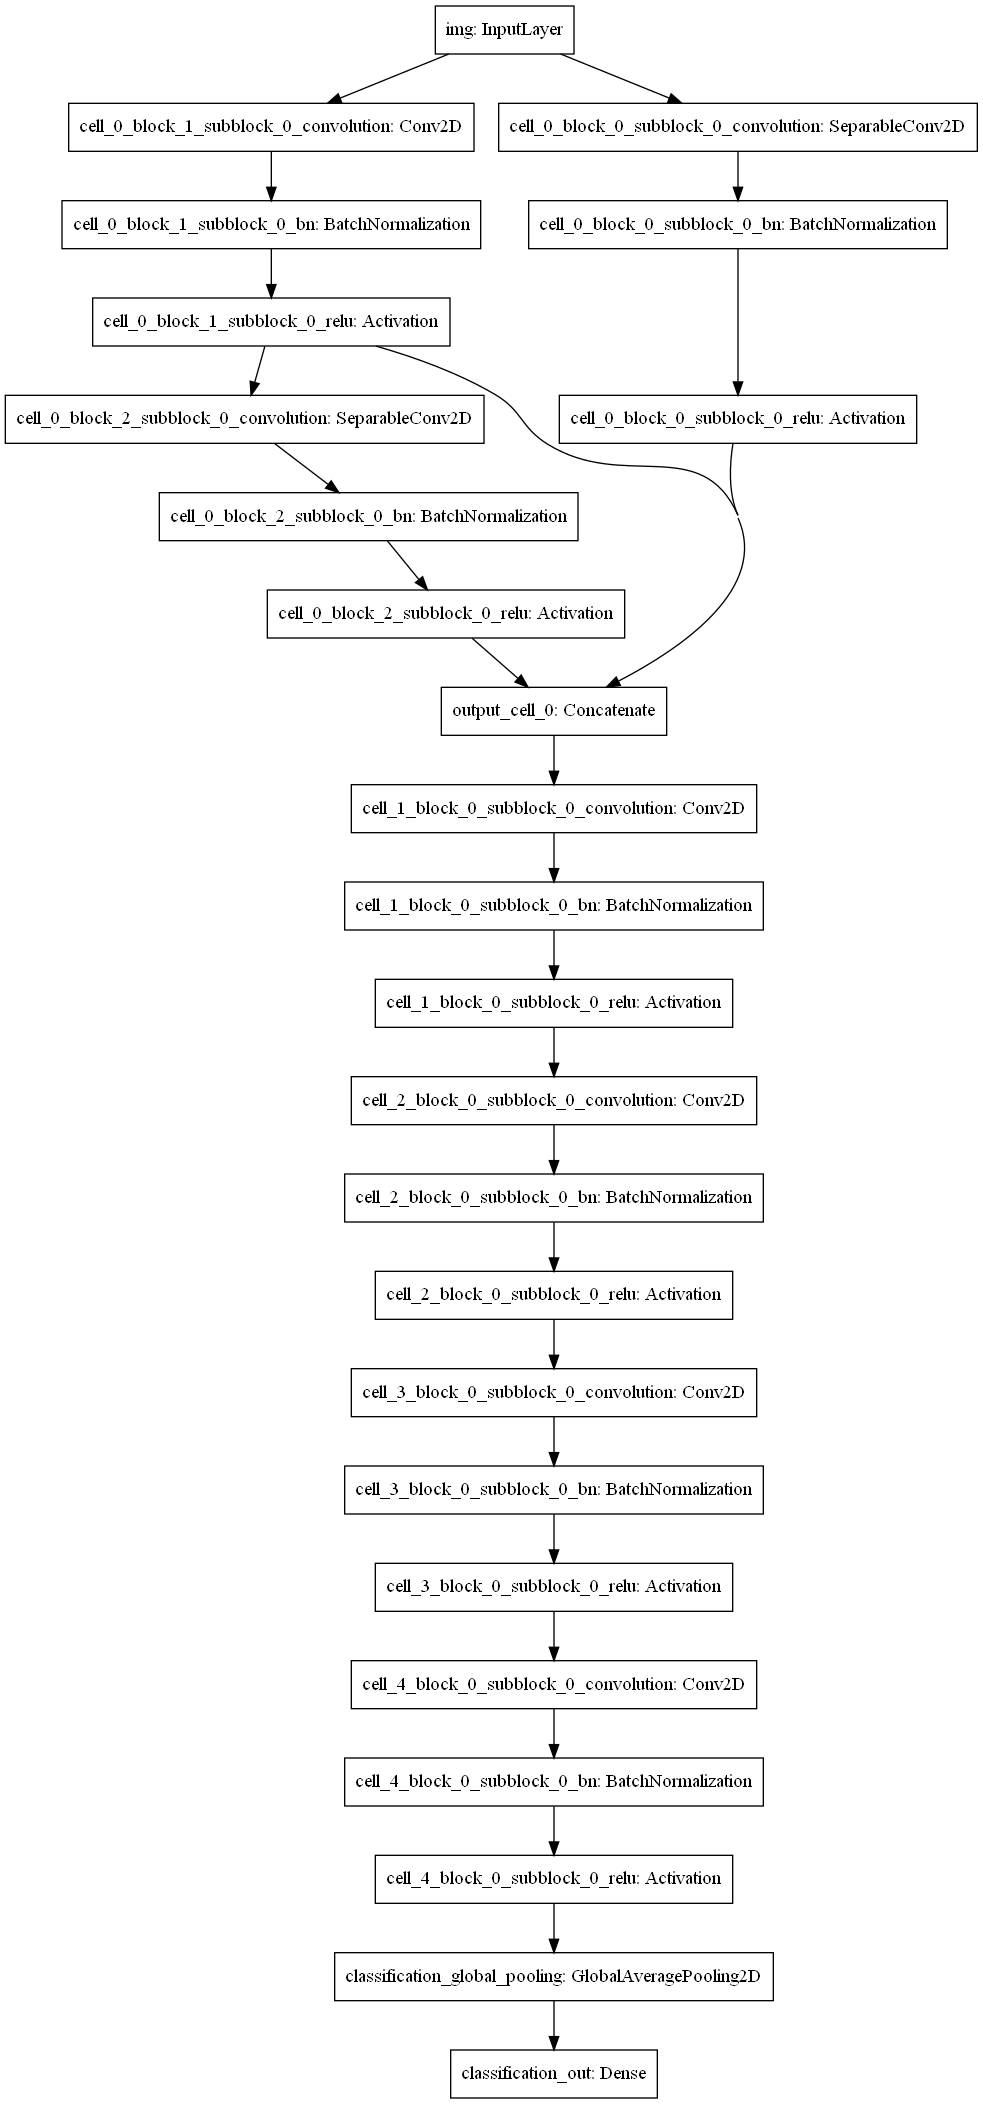 img: InputLayer
cell_0_block_1_subblock_0_convolution: Conv2D
cell_0_block_0_subblock_0_convolution: SeparableConv2D
cell_0_block_1_subblock_0_bn: BatchNormalization
cell_0_block_0_subblock_0_bn: BatchNormalization
cell_0_block_1_subblock_0_relu: Activation
cell_0_block_2_subblock_0_convolution: SeparableConv2D
cell_0_block_0_subblock_0_relu: Activation
cell_0_block_2_subblock_0_bn: BatchNormalization
cell_0_block_2_subblock_0_relu: Activation
output_cell_0: Concatenate
cell_1_block_0_subblock_0_convolution: Conv2D
cell_1_block_0_subblock_0_bn: BatchNormalization
cell_1_block_0_subblock_0_relu: Activation
cell_2_block_0_subblock_0_convolution: Conv2D
cell_2_block_0_subblock_0_bn: BatchNormalization
cell_2_block_0_subblock_0_relu: Activation
cell_3_block_0_subblock_0_convolution: Conv2D
cell_3_block_0_subblock_0_bn: BatchNormalization
cell_3_block_0_subblock_0_relu: Activation
cell_4_block_0_subblock_0_convolution: Conv2D
cell_4_block_0_subblock_0_bn: BatchNormalization
cell_4_block_0_subblock_0_relu: Activation
classification_global_pooling: GlobalAveragePooling2D
classification_out: Dense